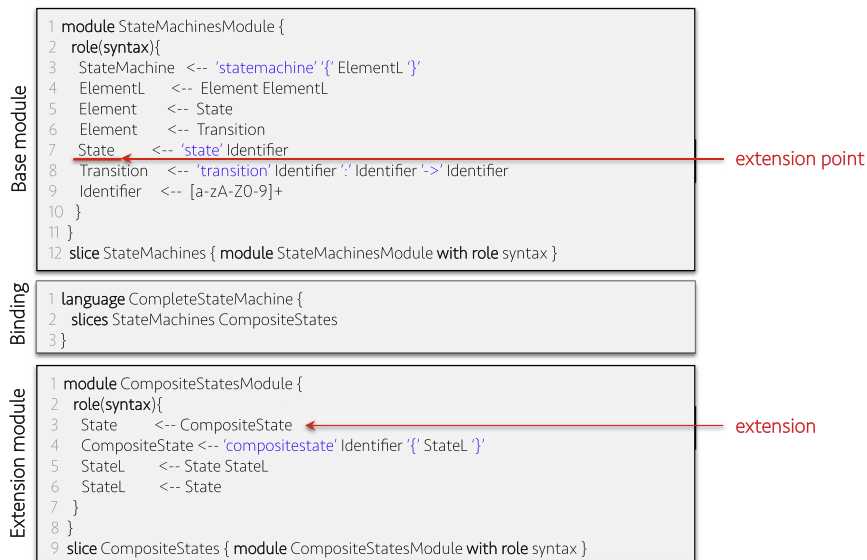 Base module
1 module StateMachinesModule {
2 role(syntax){
3 StateMachine <-- ‘statemachine’ ‘{‘ ElementL ‘}’
4 ElementL <-- Element ElementL
5 Element <-- State
6 Element <-- Transition
7 State <-- ‘state’ Identifier
extension point
8 Transition <-- ‘transition’ Identifier ‘:’ Identifier ‘->’ Identifier
9 Identifier <-- [a-zA-Z0-9]+
10 }
11 }
12 slice StateMachines { module StateMachinesModule with role syntax }
Binding
1 language CompleteStateMachine {
2 slices StateMachines CompositeStates
3 }
Extension module
1 module CompositeStatesModule {
2 role(syntax){
3 State <-- CompositeState
extension
4 CompositeState <-- ‘compositestate’ Identifier ‘{‘ StateL ‘}’
5 StateL <-- State StateL
6 StateL <-- State
7 }
8 }
9 slice CompositeStates { module CompositeStatesModule with role syntax }